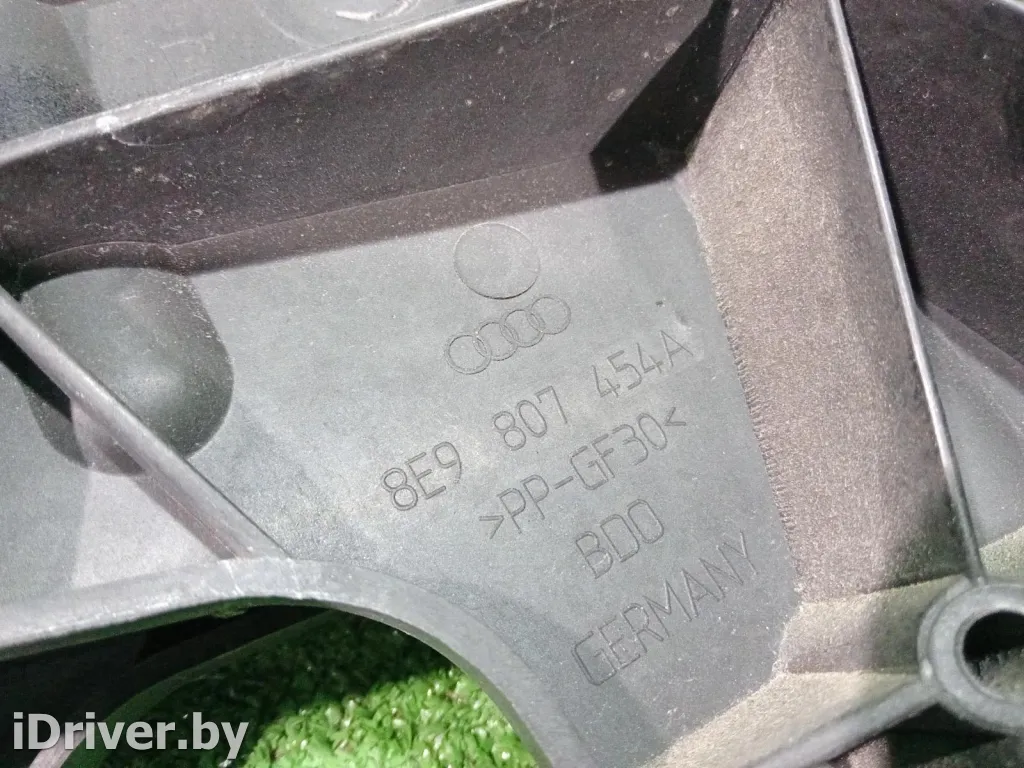 8E9 807 454A
>PP-GF30<
BDO
GERMANY
iDriver.by